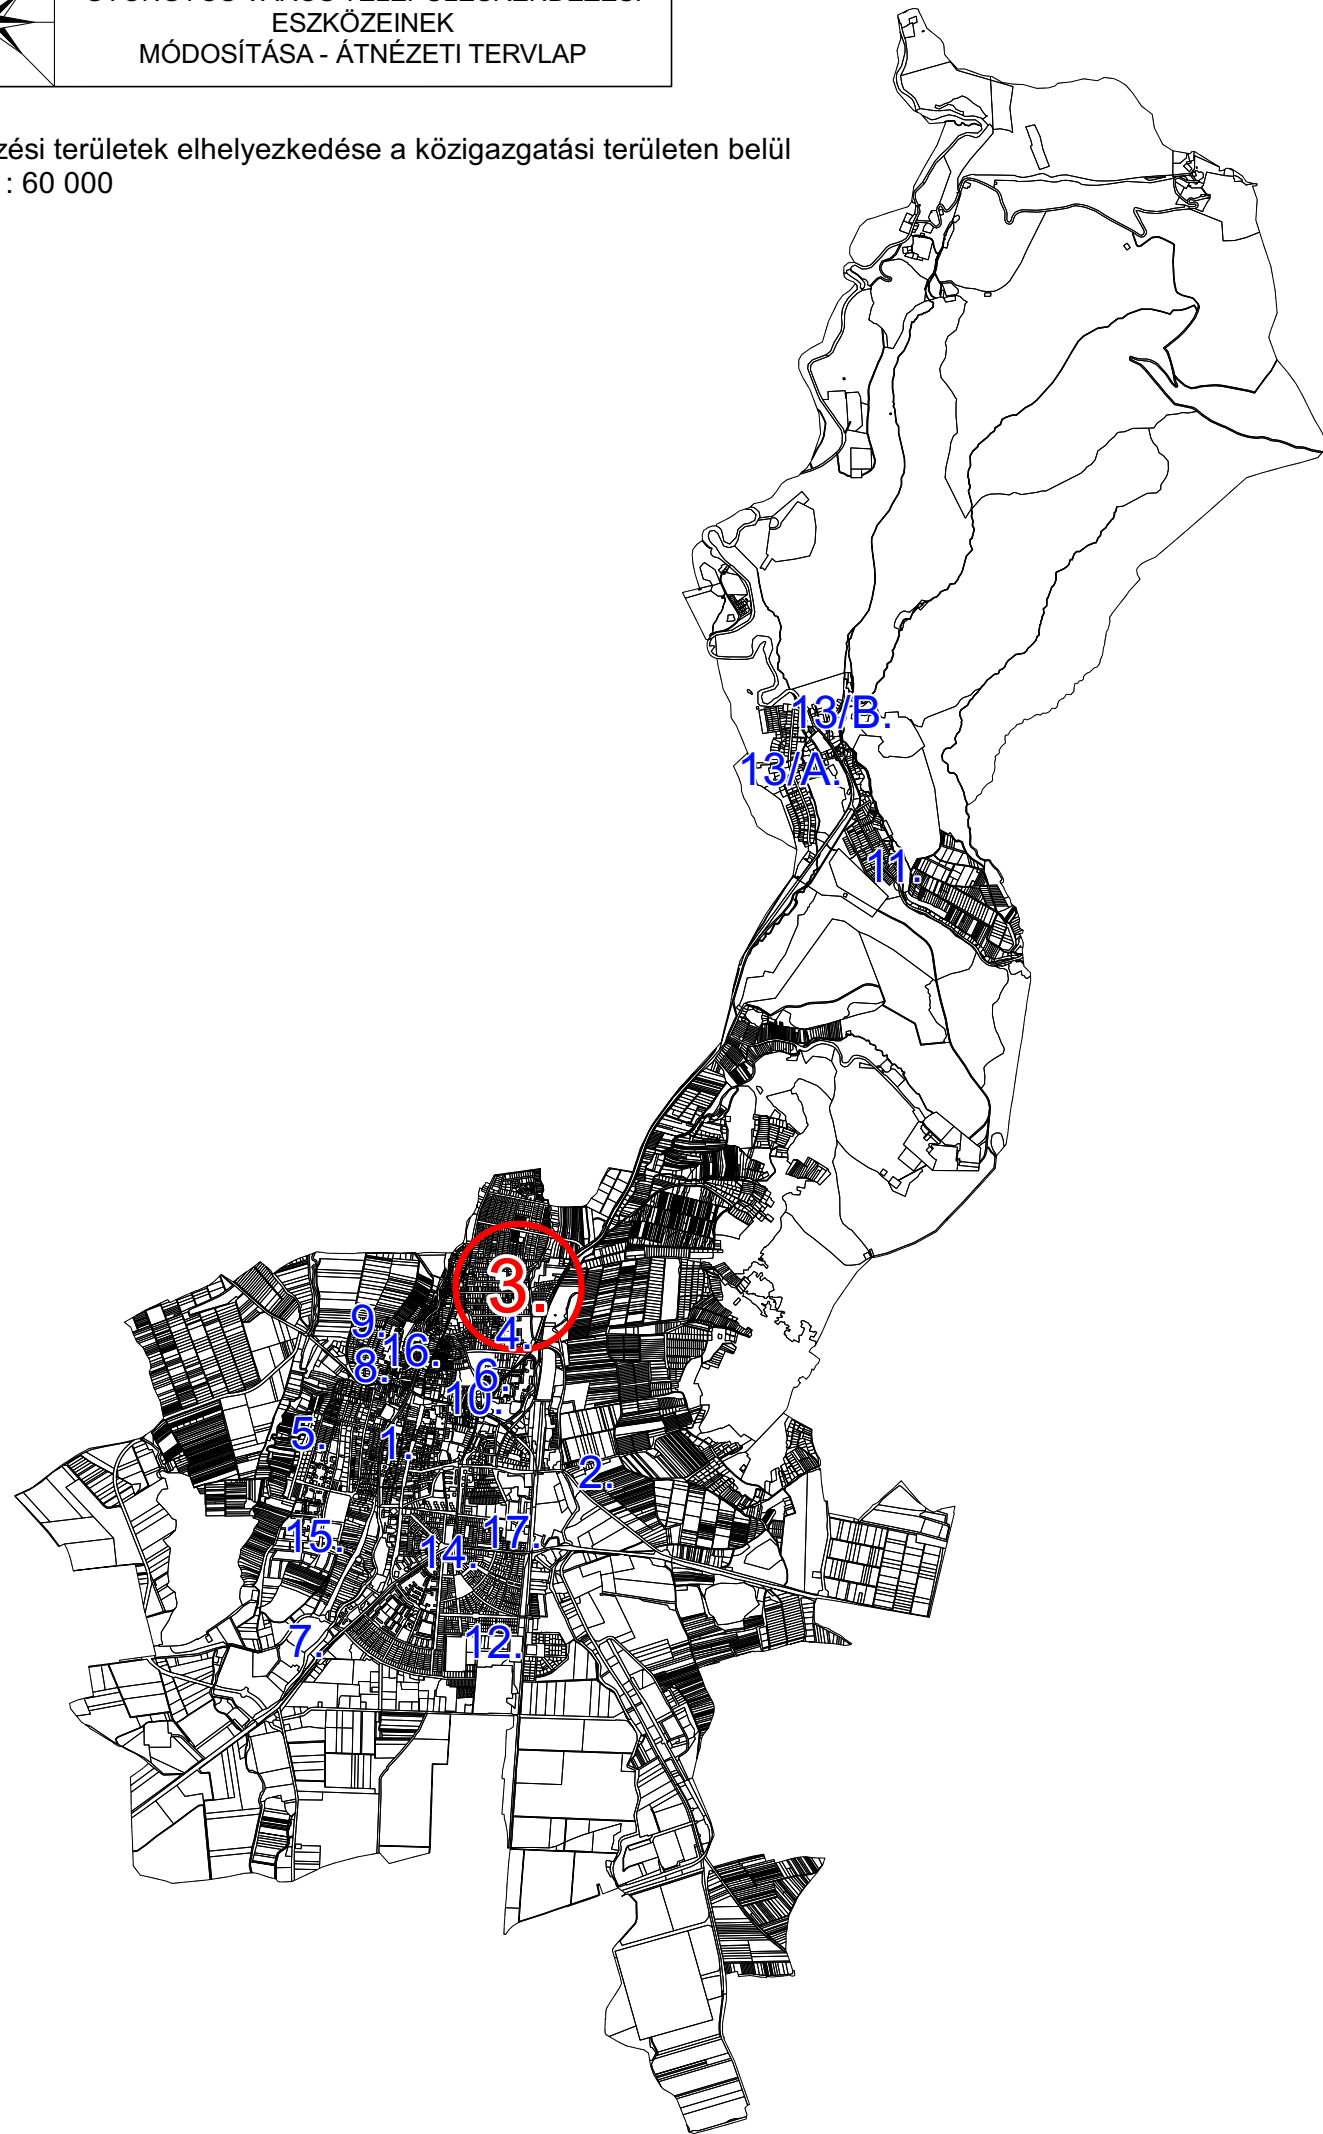 ESZKÖZEINEK
MÓDOSÍTÁSA - ÁTNÉZETI TERVLAP
zési területek elhelyezkedése a közigazgatási területen belül
: 60 000
13/B.
13/A.
11.
3.
4.
9.
16.
8.
6.
10.
5.
1.
2.
17.
15.
14.
7.
12.